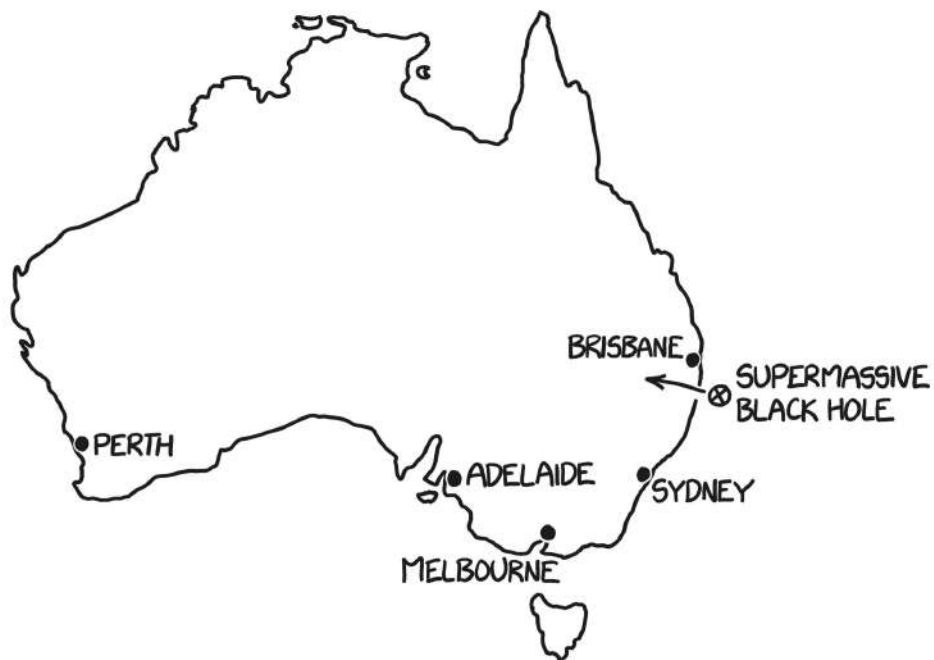 BRISBANE
SUPERMASSIVE
BLACK HOLE
PERTH
ADELAIDE
SYDNEY
MELBOURNE